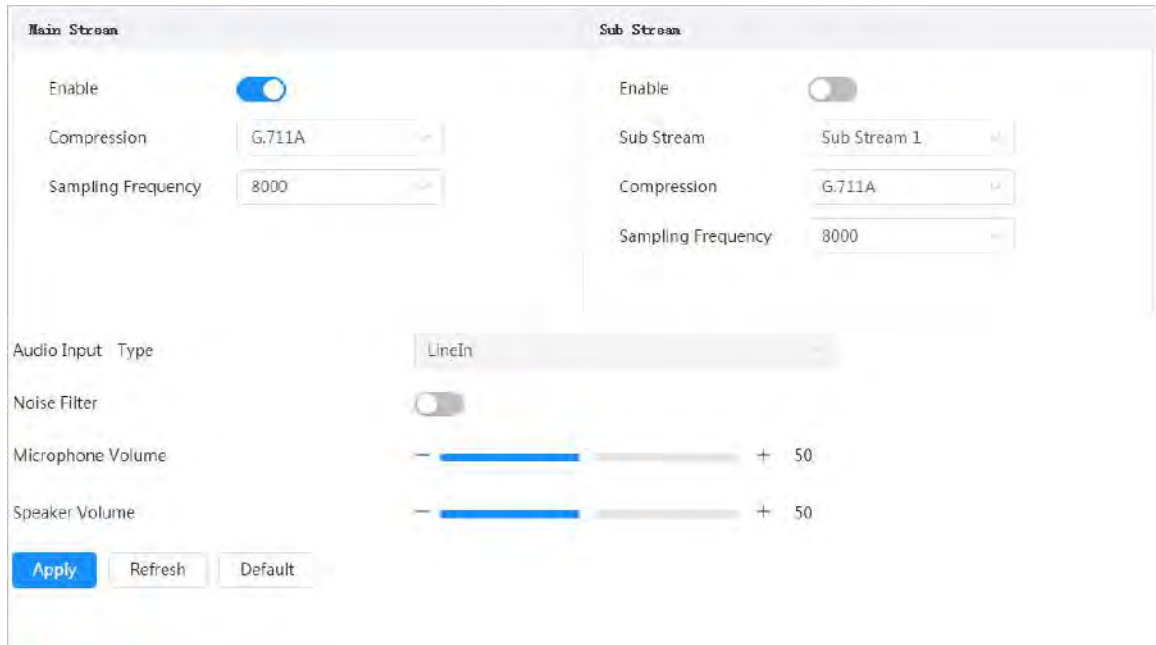 Main Stream
Enable
Compression G.711A
Sampling Frequency 8000
Sub Stream
Enable
Sub Stream Sub Stream 1
Compression G.711A
Sampling Frequency 8000
Audio Input Type LineIn
Noise Filter
Microphone Volume − + 50
Speaker Volume − + 50
Apply Refresh Default